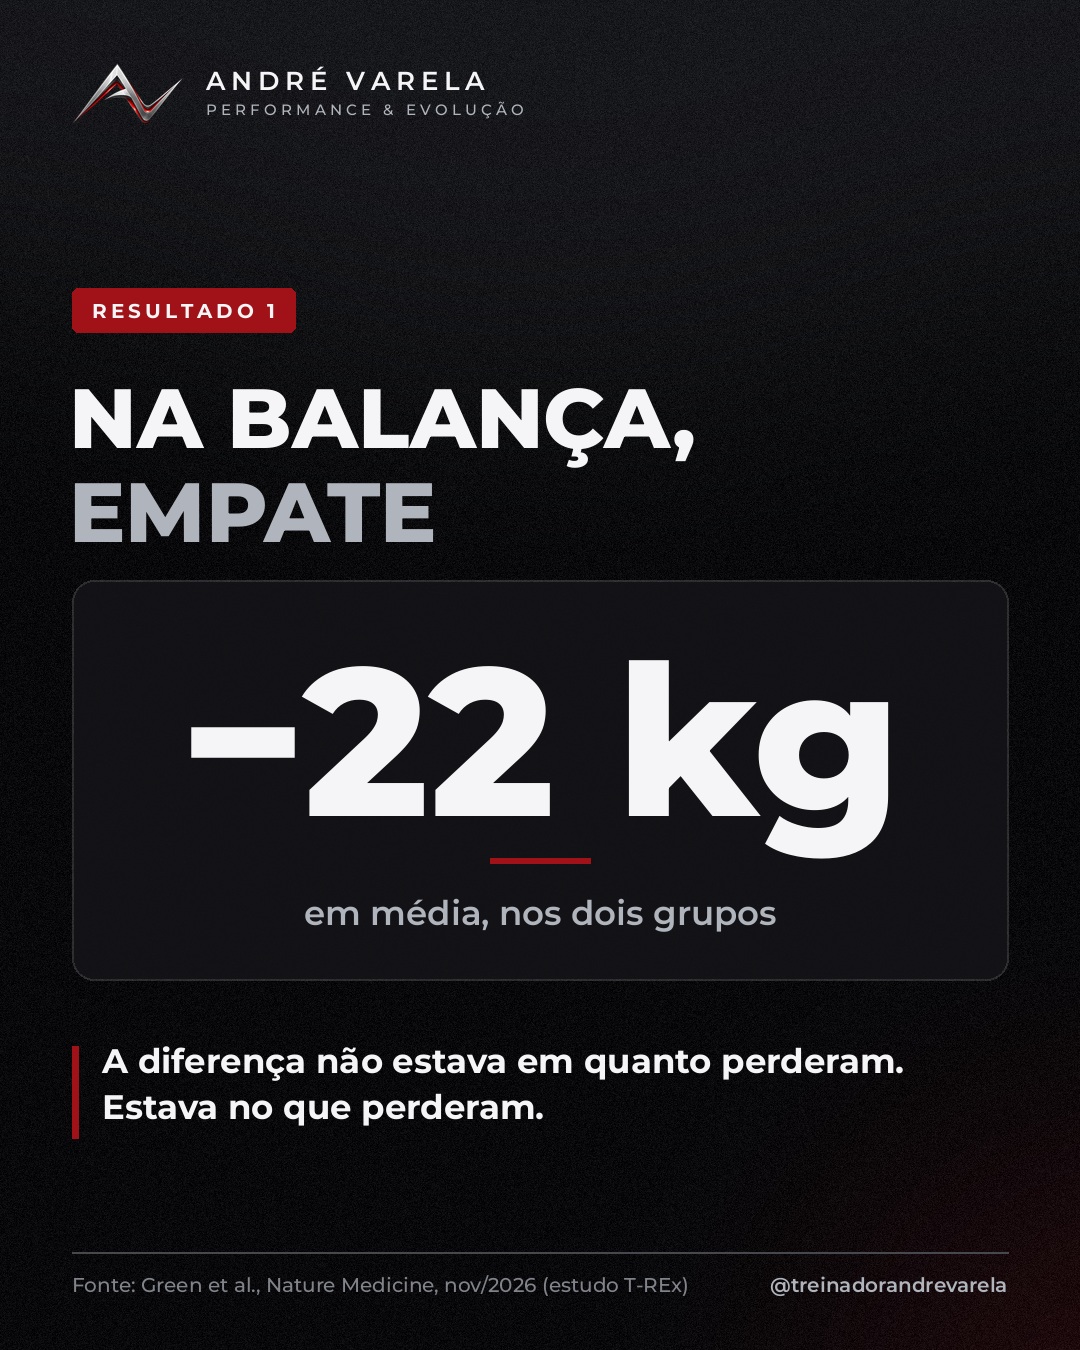 ANDRÉ VARELA
PERFORMANCE & EVOLUÇÃO
RESULTADO 1
NA BALANÇA,
EMPATE
–22 kg
em média, nos dois grupos
A diferença não estava em quanto perderam.
Estava no que perderam.
Fonte: Green et al., Nature Medicine, nov/2026 (estudo T-REx)
@treinadorandrevarela